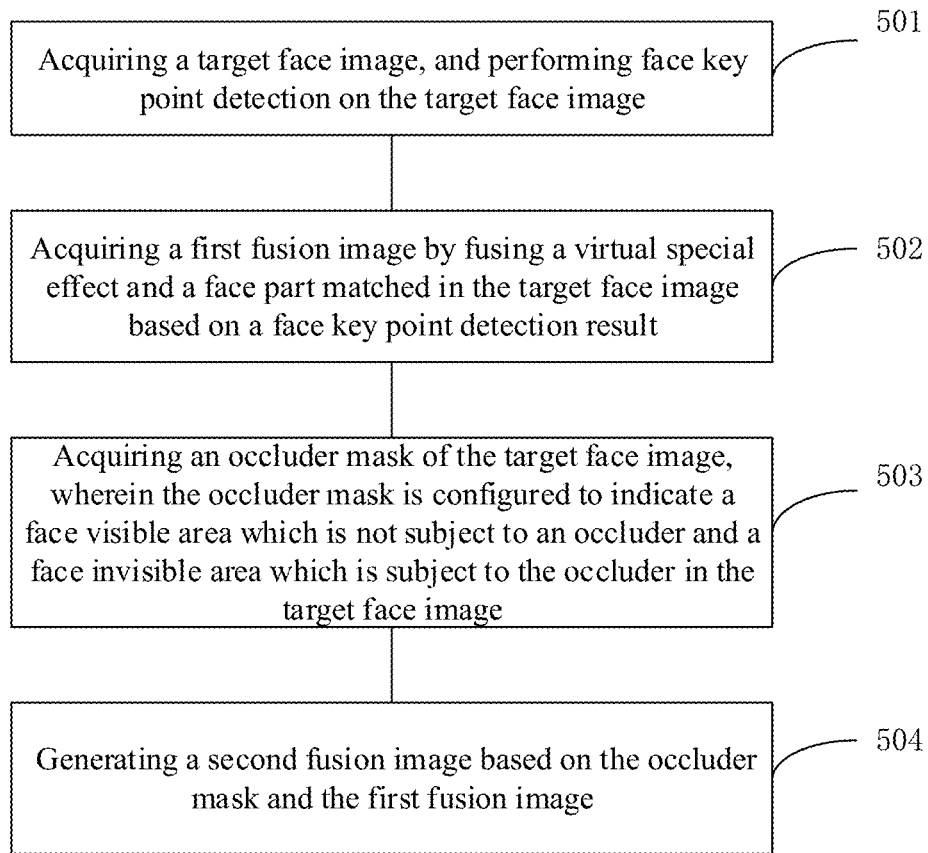 501
Acquiring a target face image, and performing face key
point detection on the target face image
502
Acquiring a first fusion image by fusing a virtual special
effect and a face part matched in the target face image
based on a face key point detection result
503
Acquiring an occluder mask of the target face image,
wherein the occluder mask is configured to indicate a
face visible area which is not subject to an occluder and a
face invisible area which is subject to the occluder in the
target face image
504
Generating a second fusion image based on the occluder
mask and the first fusion image